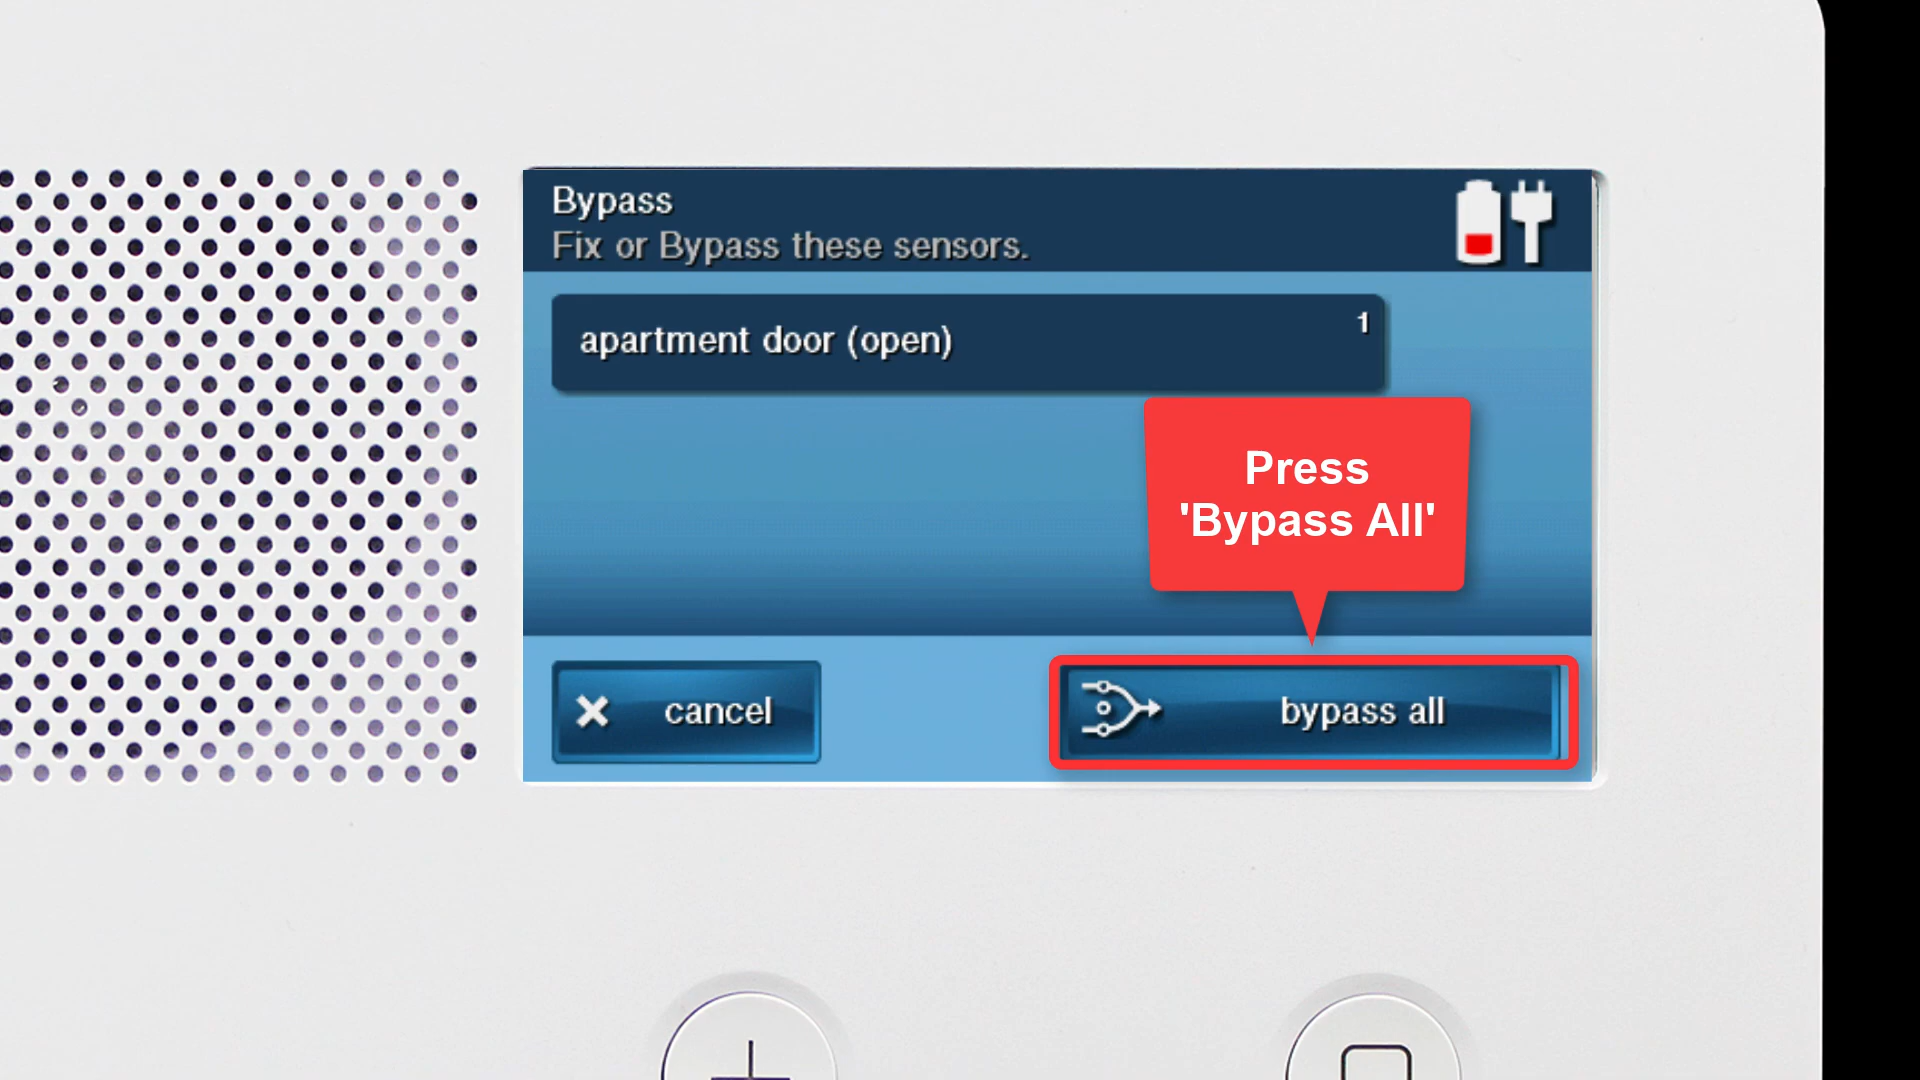 Bypass
Fix or Bypass these sensors.
apartment door (open)
1
Press
'Bypass All'
cancel
bypass all